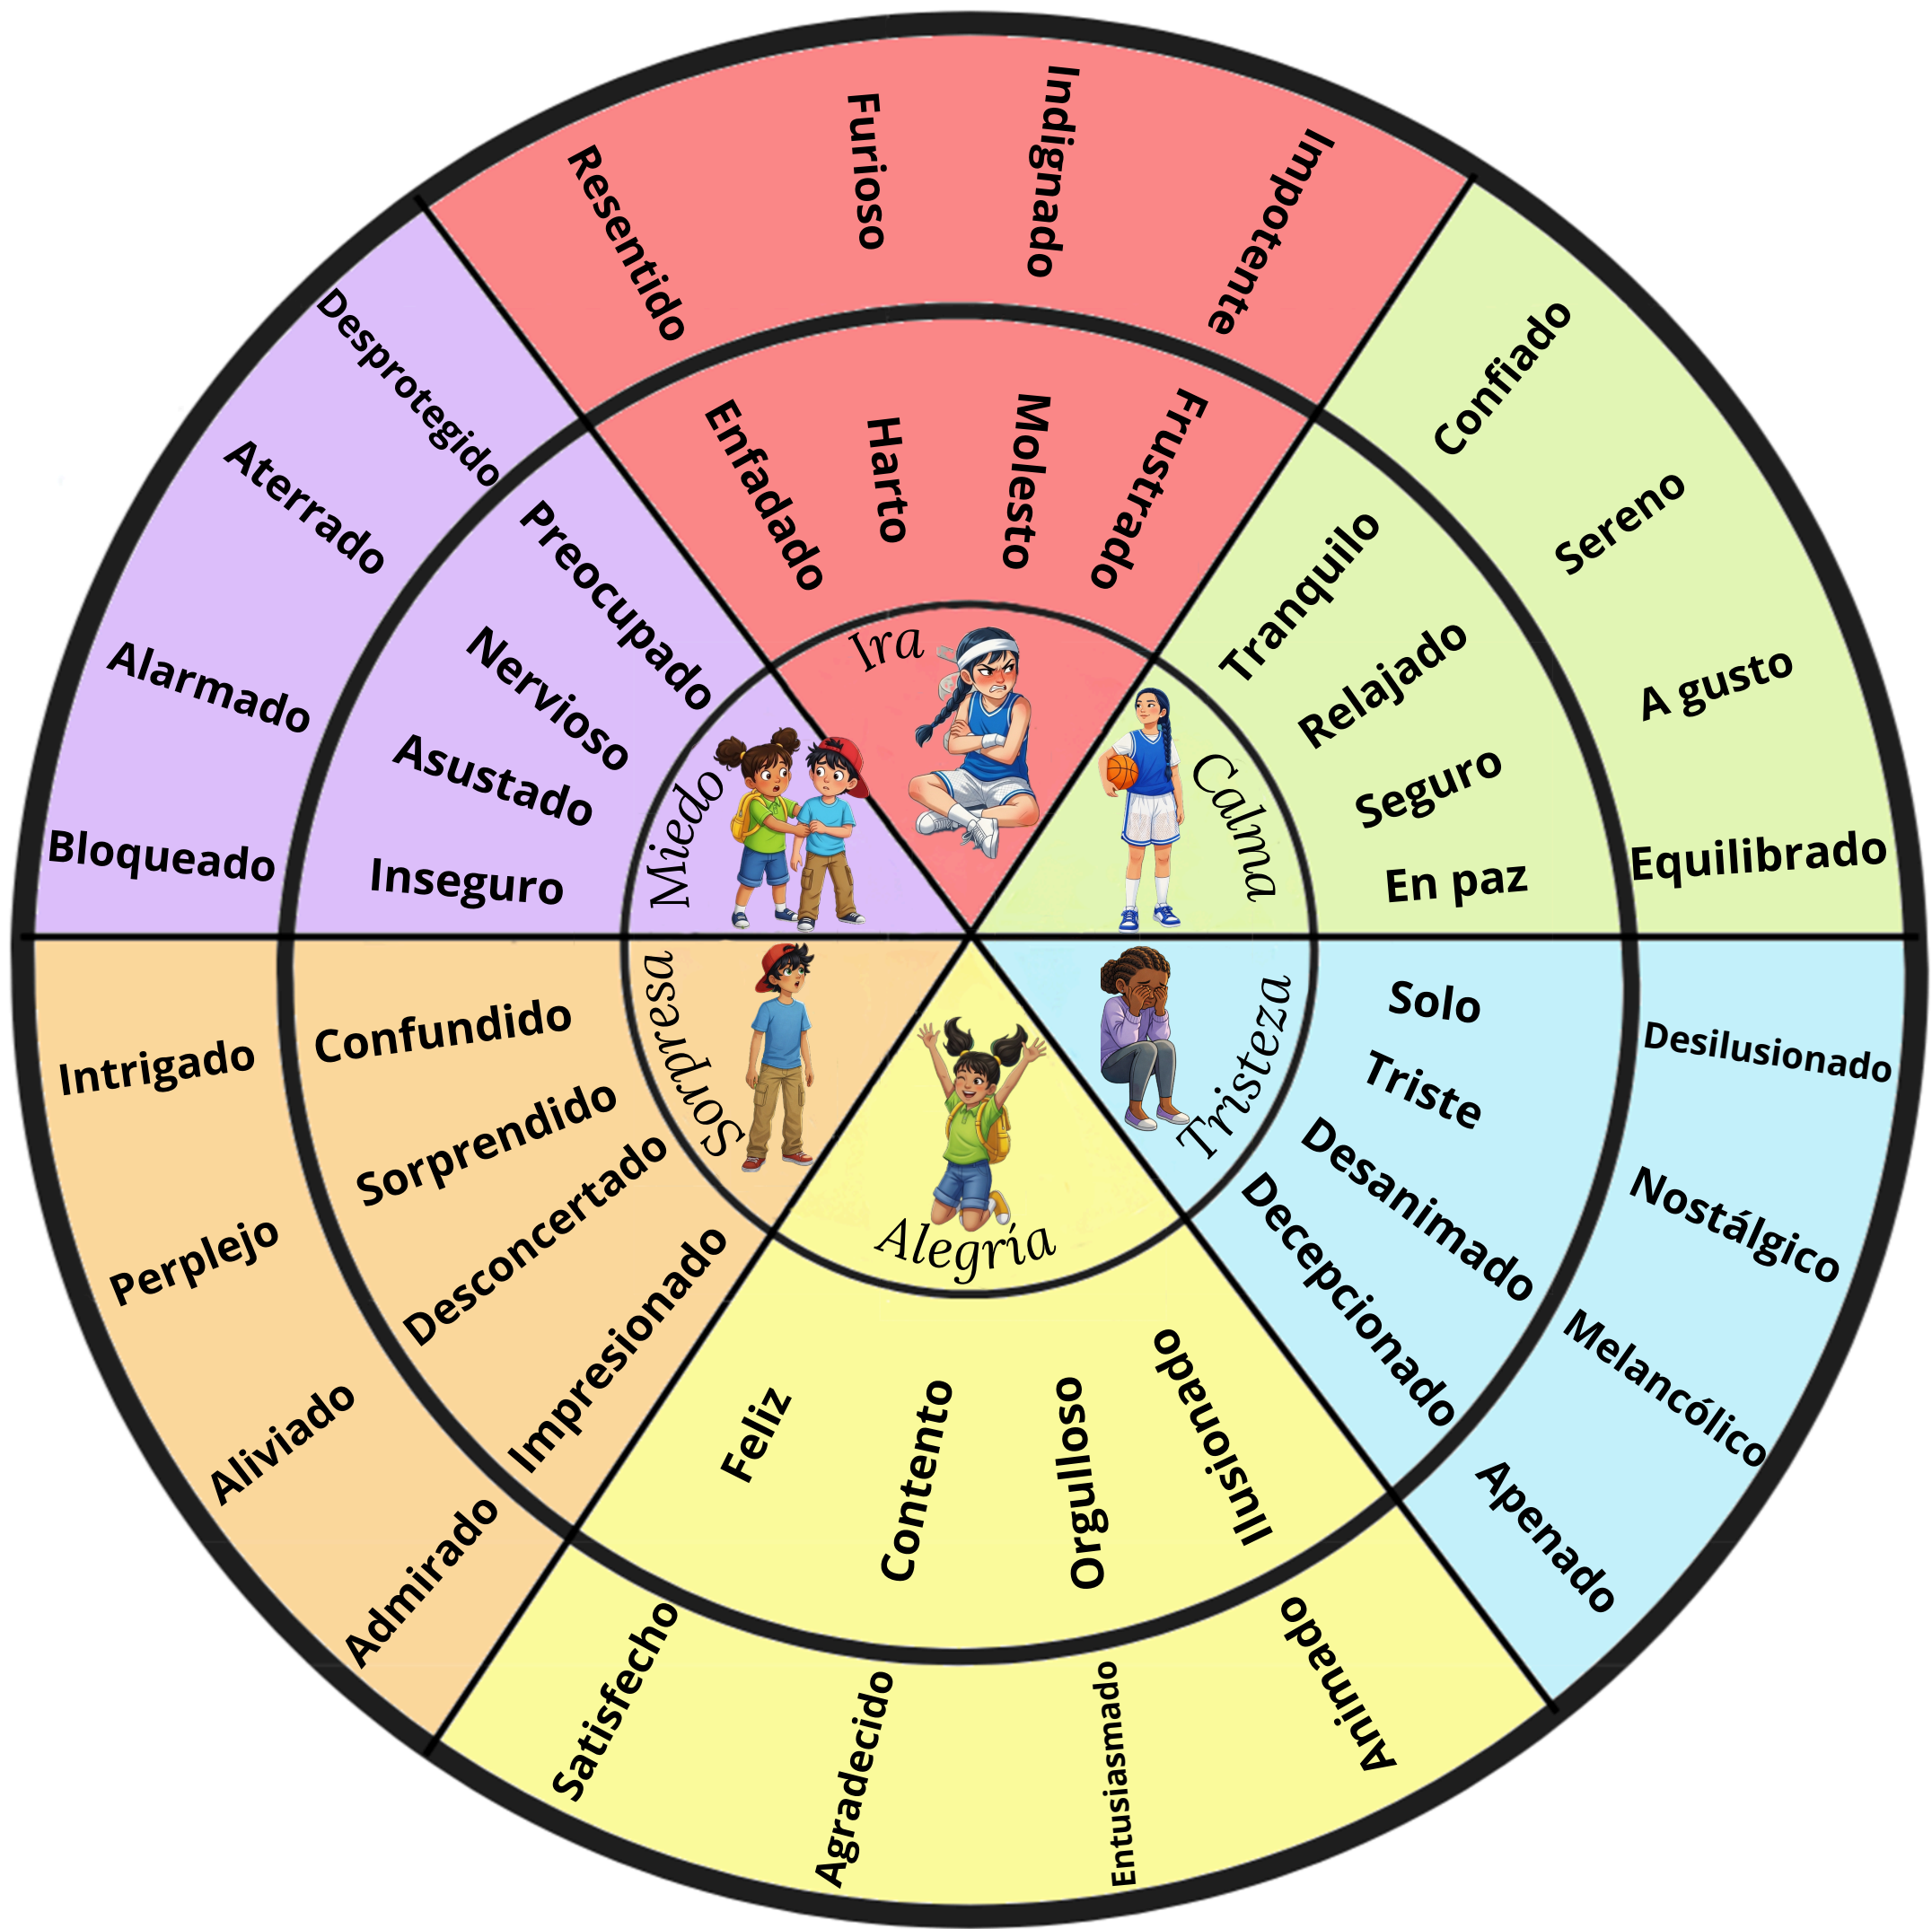 Ira
Enfadado
Harto
Molesto
Frustrado
Resentido
Furioso
Indignado
Impotente
Calma
Tranquilo
Relajado
Seguro
En paz
Confiado
Sereno
A gusto
Equilibrado
Tristeza
Solo
Triste
Desanimado
Decepcionado
Desilusionado
Nostálgico
Melancólico
Apenado
Alegría
Feliz
Contento
Orgulloso
Ilusionado
Satisfecho
Agradecido
Entusiasmado
Animado
Sorpresa
Confundido
Sorprendido
Desconcertado
Impresionado
Intrigado
Perplejo
Aliviado
Admirado
Miedo
Preocupado
Nervioso
Asustado
Inseguro
Desprotegido
Aterrado
Alarmado
Bloqueado